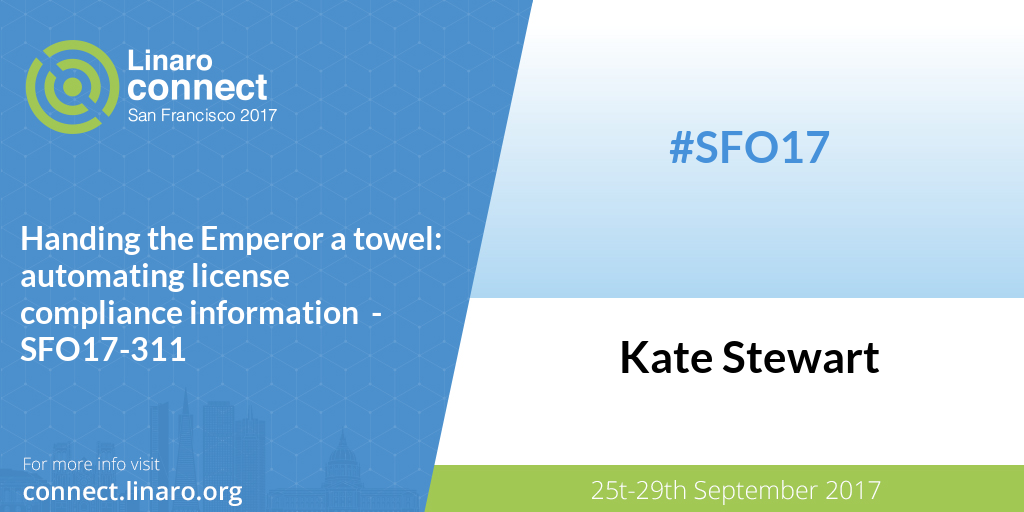 Linaro
connect
San Francisco 2017
Handing the Emperor a towel:
automating license
compliance information -
SFO17-311
For more info visit
connect.linaro.org
#SFO17
Kate Stewart
25t-29th September 2017